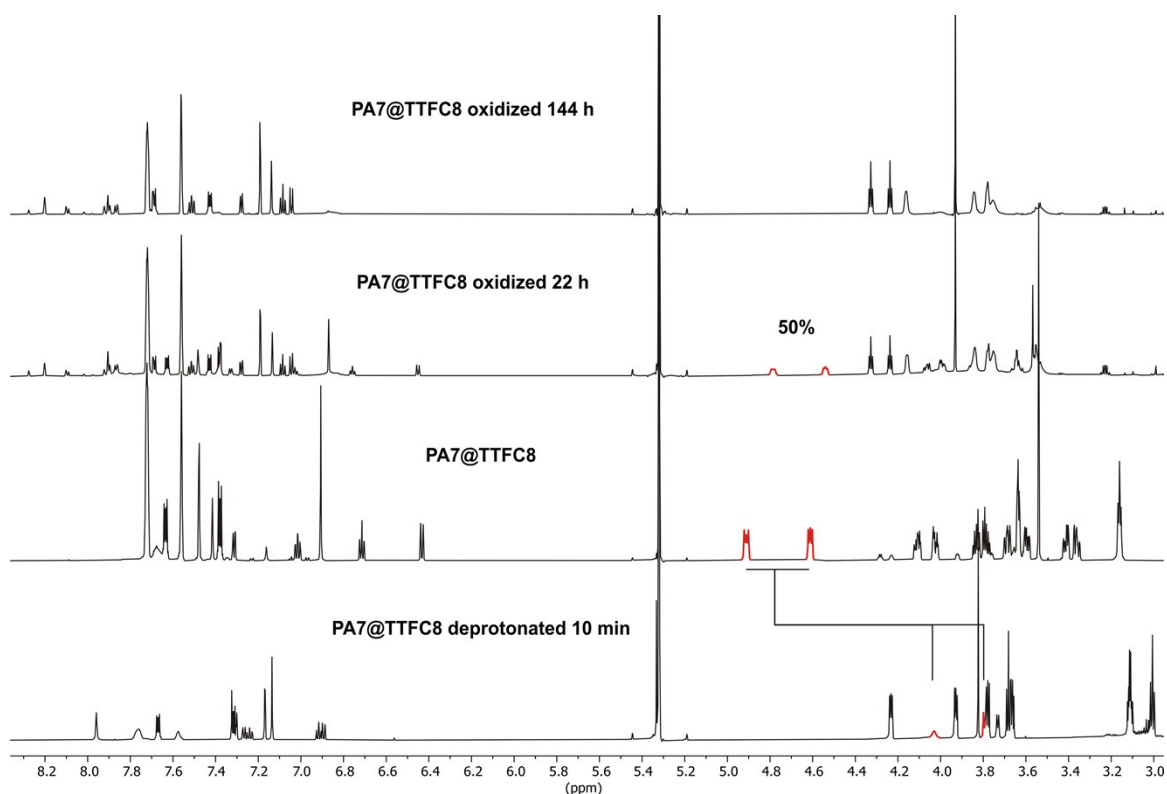 PA7@TTFC8 oxidized 144 h
PA7@TTFC8 oxidized 22 h
50%
PA7@TTFC8
PA7@TTFC8 deprotonated 10 min
8.2 8.0 7.8 7.6 7.4 7.2 7.0 6.8 6.6 6.4 6.2 6.0 5.8 5.6 5.4 5.2 5.0 4.8 4.6 4.4 4.2 4.0 3.8 3.6 3.4 3.2 3.0
(ppm)